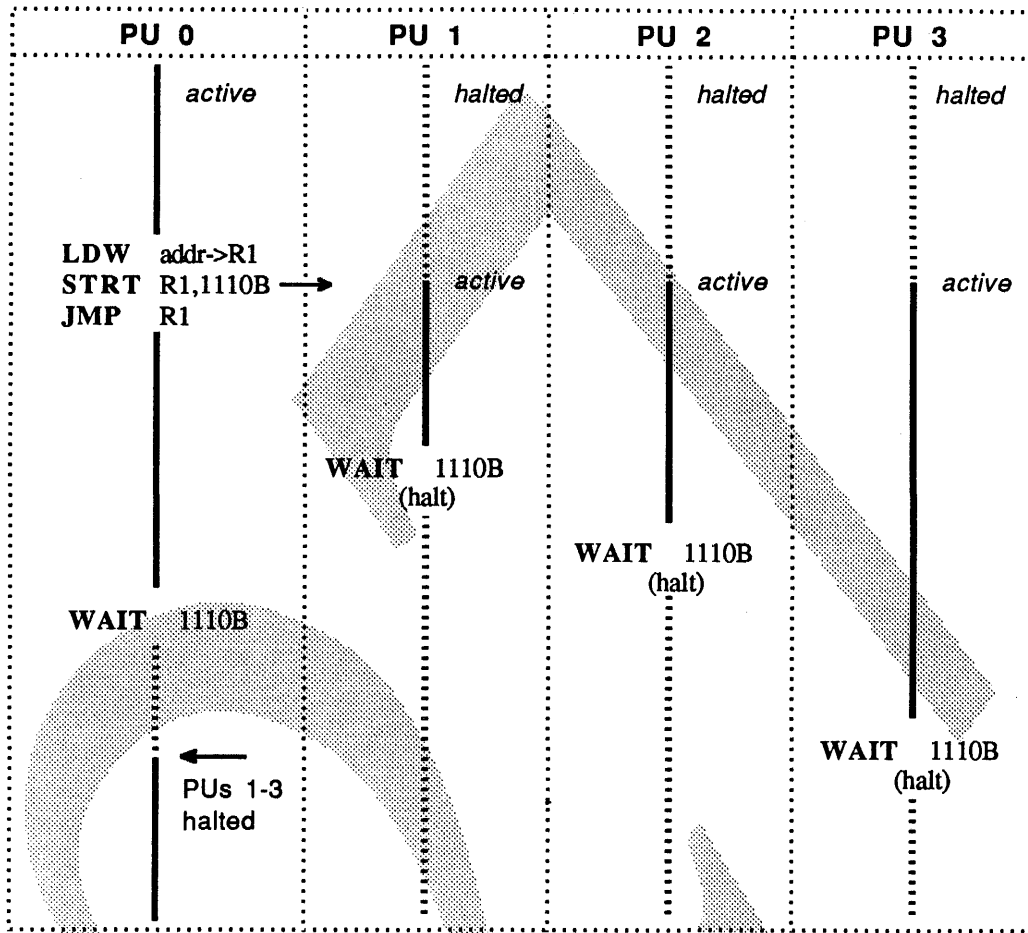 PU 0 PU 1 PU 2 PU 3
active halted halted halted
LDW addr->R1
STRT R1,1110B active active active
JMP R1
WAIT 1110B
(halt)
WAIT 1110B
(halt)
WAIT 1110B
WAIT 1110B
(halt)
PUs 1-3
halted